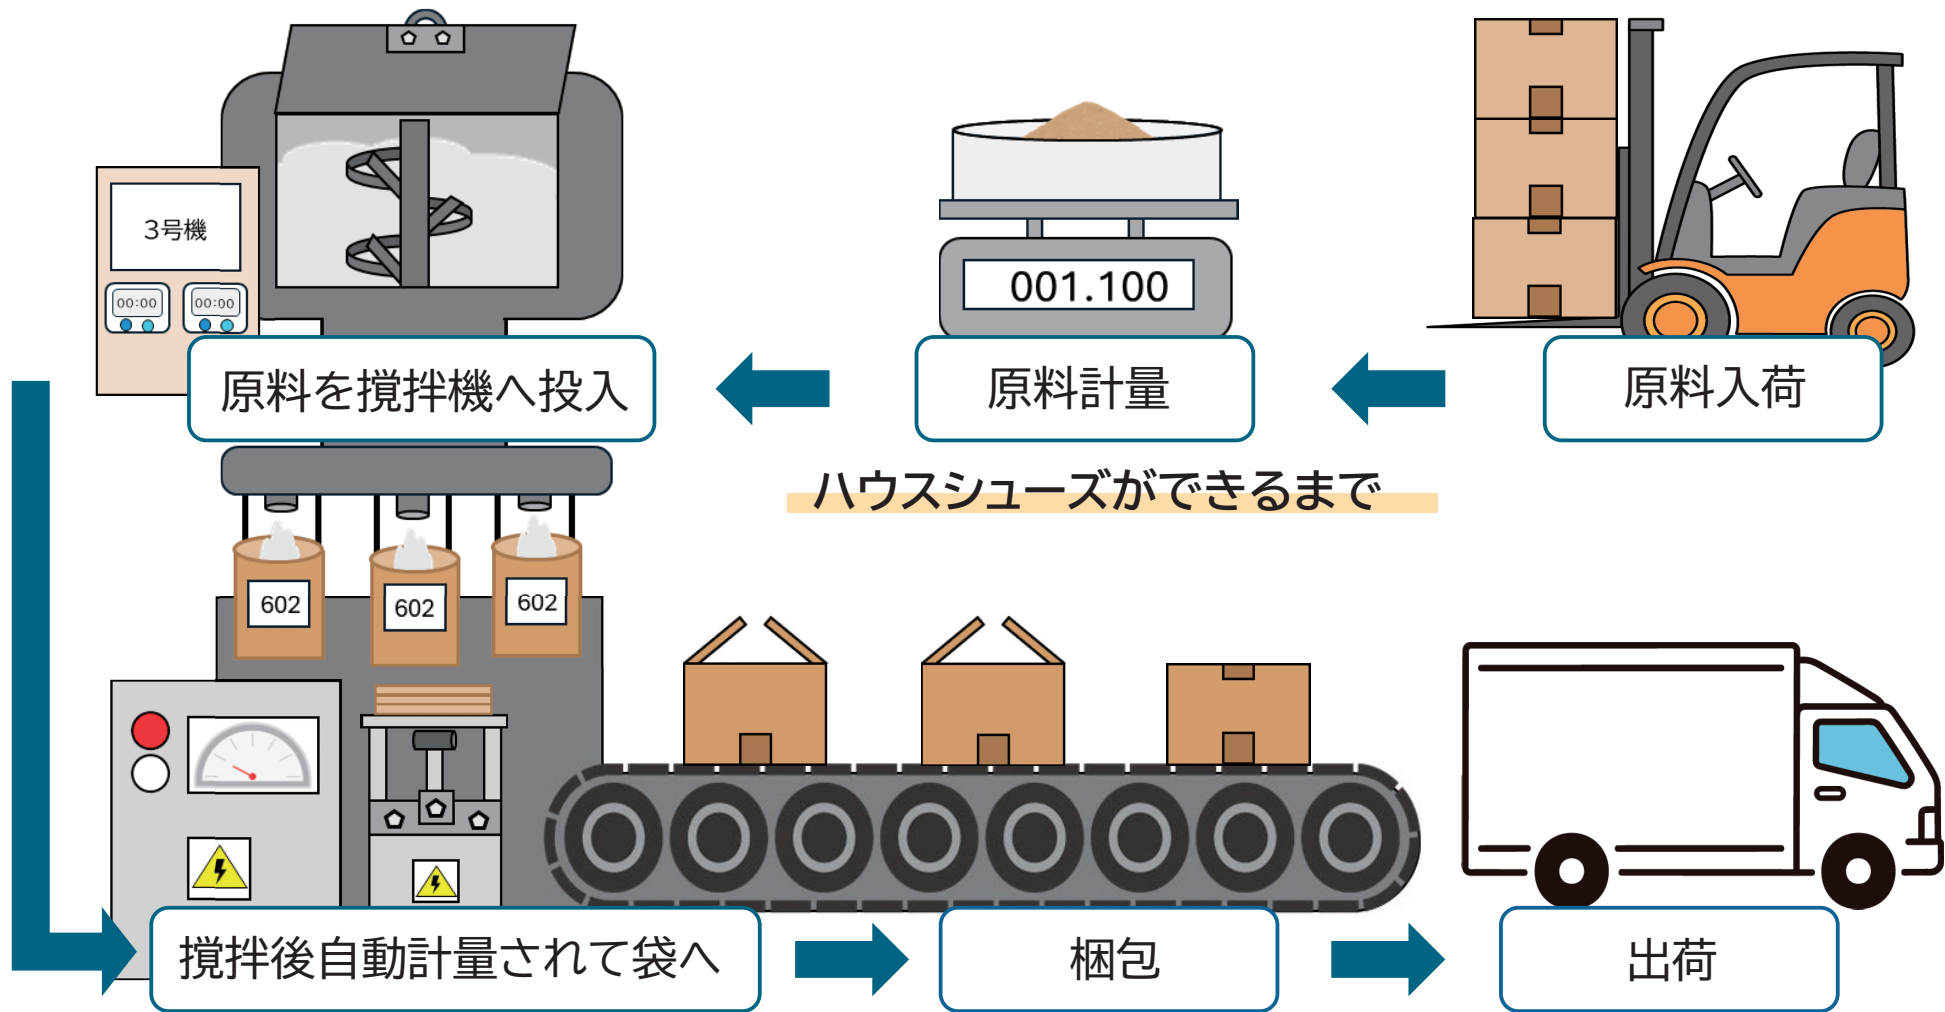 3号機
00:00 00:00
001.100
原料を撹拌機へ投入
原料計量
原料入荷
ハウスシューズができるまで
602
602
602
撹拌後自動計量されて袋へ
梱包
出荷